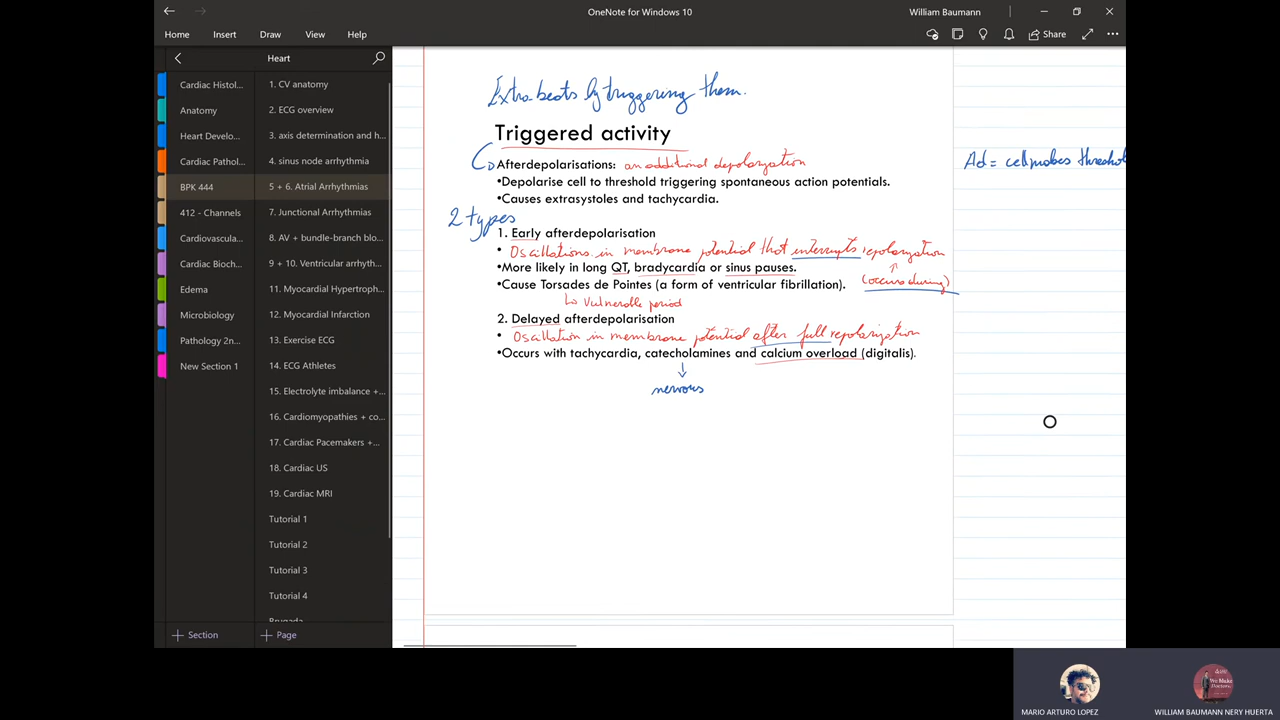 OneNote for Windows 10
William Baumann
Home Insert Draw View Help
Share
Heart
Cardiac Histol...
Anatomy
Heart Develo...
Cardiac Pathol...
BPK 444
412 - Channels
Cardiovascula...
Cardiac Bioch...
Edema
Microbiology
Pathology 2n...
New Section 1
Section
1. CV anatomy
2. ECG overview
3. axis determination and h...
4. sinus node arrhythmia
5 + 6. Atrial Arrhythmias
7. Junctional Arrhythmias
8. AV + bundle-branch blo...
9 + 10. Ventricular arryth...
11. Myocardial Hypertroph...
12. Myocardial Infarction
13. Exercise ECG
14. ECG Athletes
15. Electrolyte imbalance +...
16. Cardiomyopathies + co...
17. Cardiac Pacemakers +...
18. Cardiac US
19. Cardiac MRI
Tutorial 1
Tutorial 2
Tutorial 3
Tutorial 4
Brugada
Page
Extra-beats by triggering them.
Triggered activity
Afterdepolarisations: an additional depolarization
•Depolarise cell to threshold triggering spontaneous action potentials.
•Causes extrasystoles and tachycardia.
2 types
1. Early afterdepolarisation
• Oscillations in membrane potential that interrupts repolarization
•More likely in long QT, bradycardia or sinus pauses.
(occurs during)
•Cause Torsades de Pointes (a form of ventricular fibrillation).
Vulnerable period
2. Delayed afterdepolarisation
• Oscillation in membrane potential after full repolarization
•Occurs with tachycardia, catecholamines and calcium overload (digitalis).
nervous
Ad = cell probes threshol
MARIO ARTURO LOPEZ
WILLIAM BAUMANN NERY HUERTA